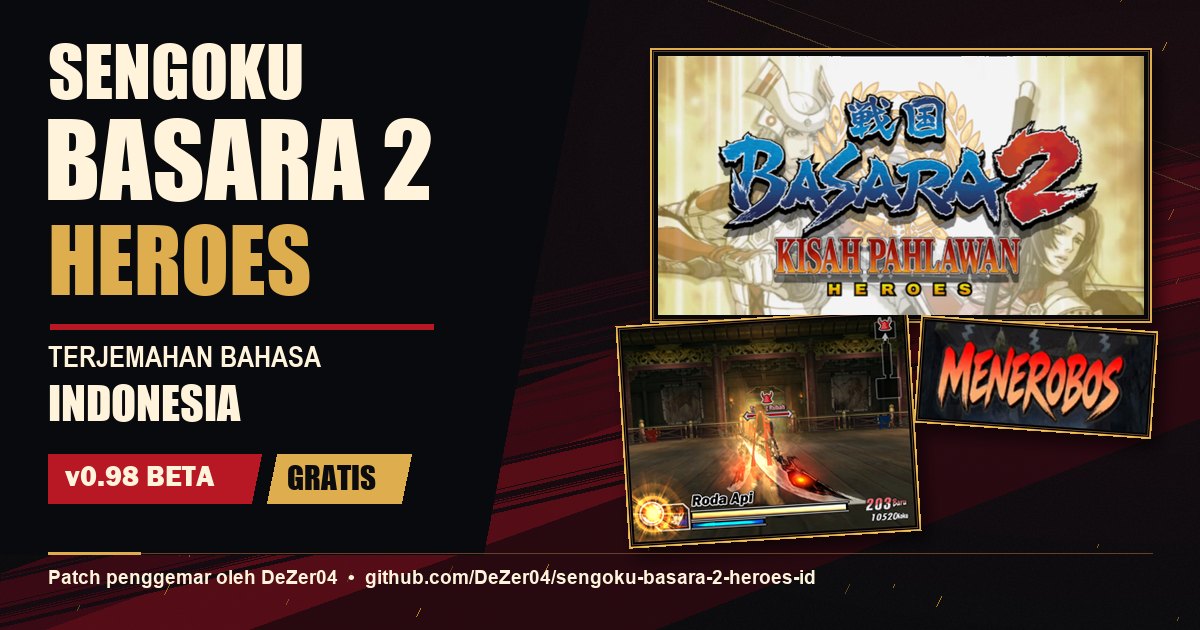 SENGOKU
BASARA 2
HEROES
TERJEMAHAN BAHASA
INDONESIA
v0.98 BETA
GRATIS
戦国
BASARA 2
KISAH PAHLAWAN
HEROES
MENEROBOS
Roda Api
203
10520
Patch penggemar oleh DeZer04 • github.com/DeZer04/sengoku-basara-2-heroes-id